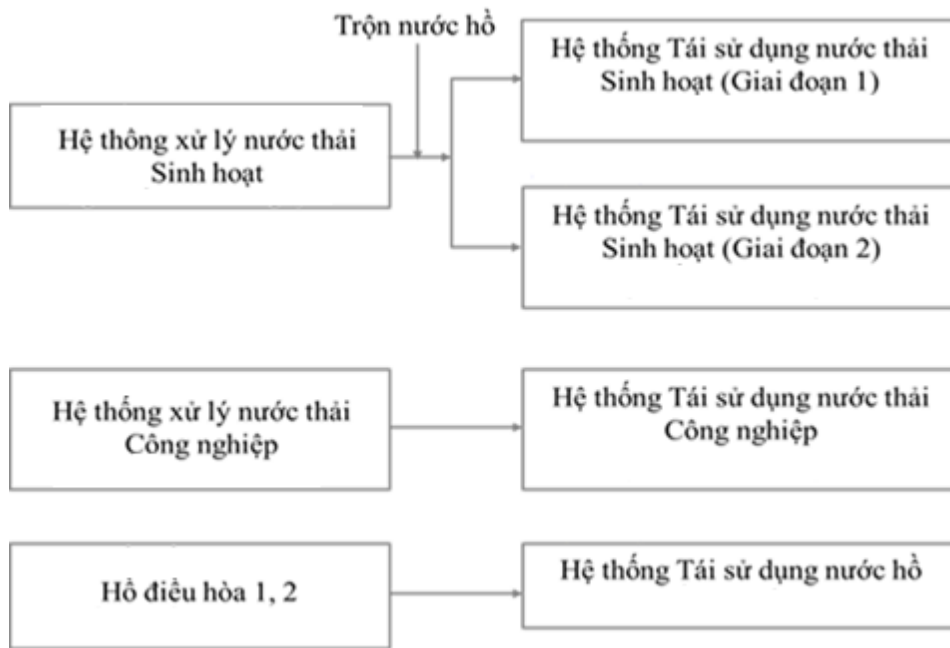 Trộn nước hồ
Hệ thông xử lý nước thải
Sinh hoạt
Hệ thống Tái sử dụng nước thải
Sinh hoạt (Giai đoạn 1)
Hệ thống Tái sử dụng nước thải
Sinh hoạt (Giai đoạn 2)
Hệ thống xử lý nước thải
Công nghiệp
Hệ thống Tái sử dụng nước thải
Công nghiệp
Hồ điều hòa 1, 2
Hệ thống Tái sử dụng nước hồ